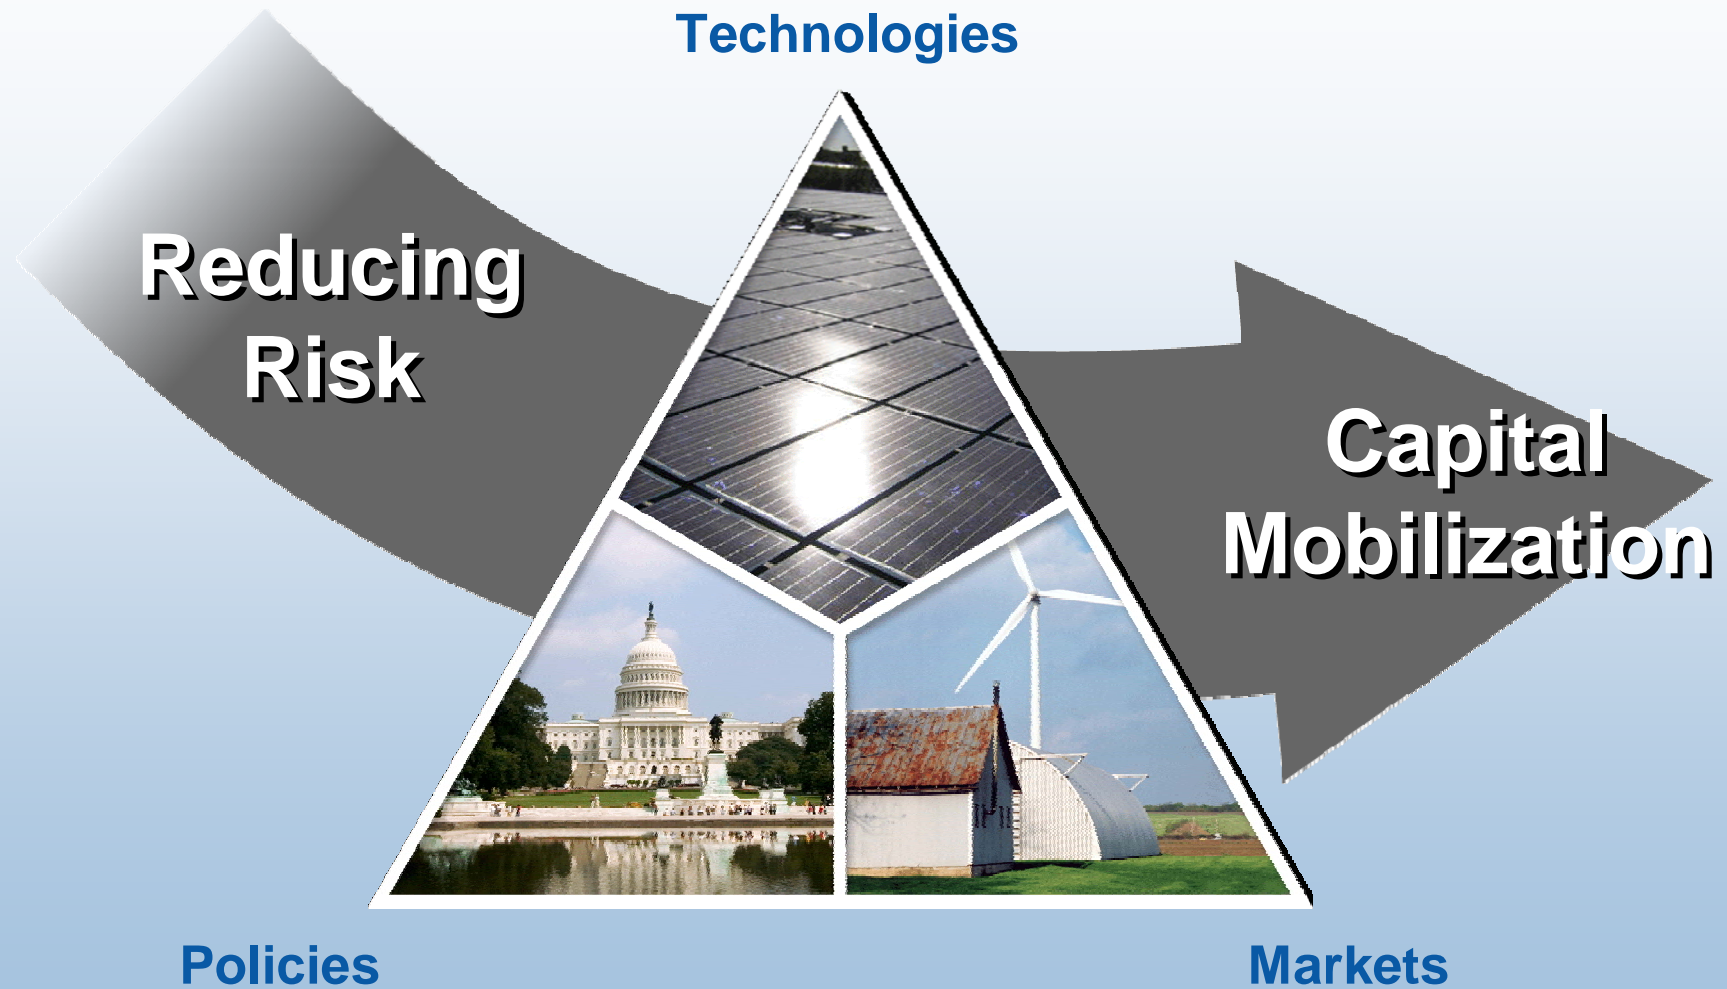 Technologies
Reducing
Risk
Capital
Mobilization
Policies
Markets